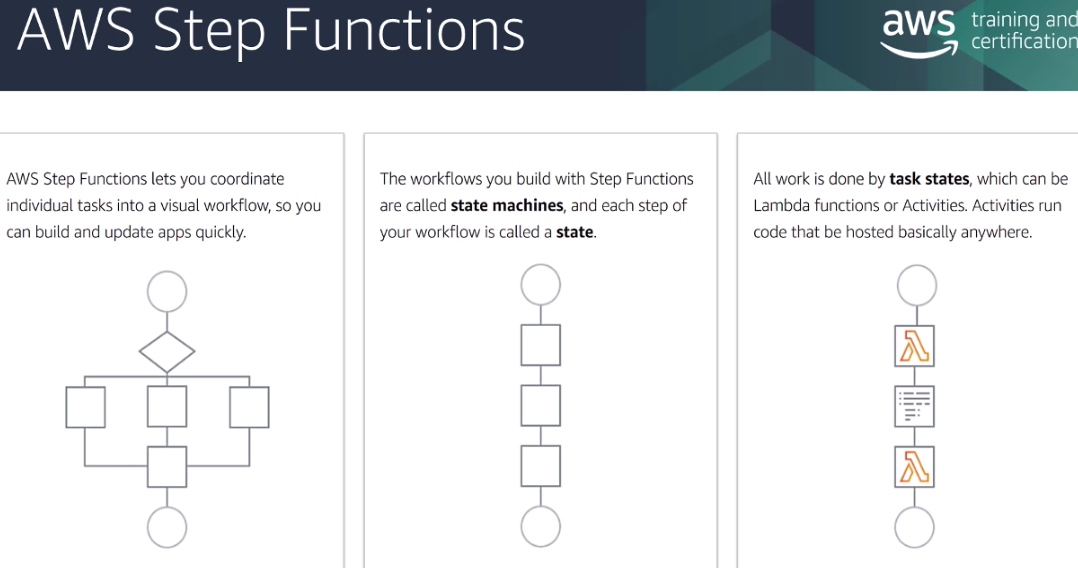 AWS Step Functions
aws training and
certification
AWS Step Functions lets you coordinate
individual tasks into a visual workflow, so you
can build and update apps quickly.
The workflows you build with Step Functions
are called state machines, and each step of
your workflow is called a state.
All work is done by task states, which can be
Lambda functions or Activities. Activities run
code that be hosted basically anywhere.